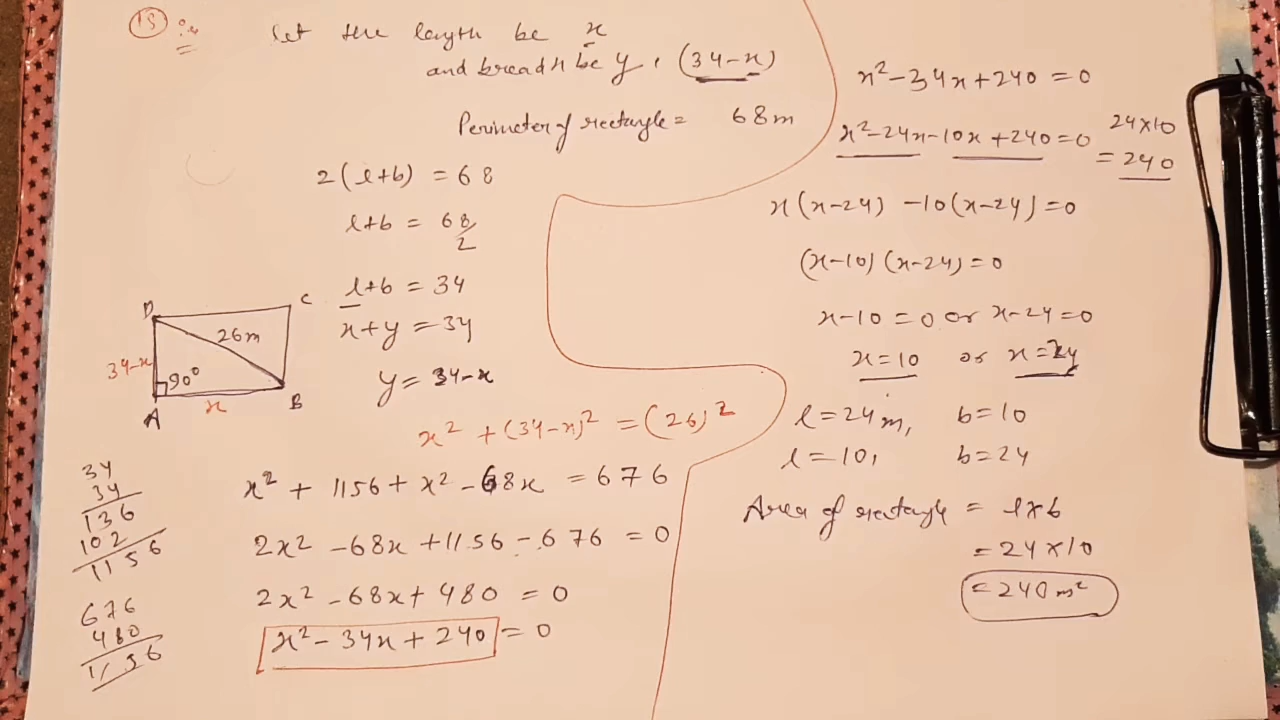 15
Let the length be x
and breadth be y, (34-x)
Perimeter of rectangle = 68m
2(l+b) = 68
l+b = 68/2
l+b = 34
x+y = 34
y = 34-x
D
C
26m
34-x
90°
A
x
B
x² + (34-x)² = (26)²
x² + 1156 + x² - 68x = 676
2x² - 68x + 1156 - 676 = 0
2x² - 68x + 480 = 0
x² - 34x + 240 = 0
34
34
136
102
1156
676
480
1156
x² - 34x + 240 = 0
x² - 24x - 10x + 240 = 0
24x10
= 240
x(x-24) - 10(x-24) = 0
(x-10) (x-24) = 0
x-10 = 0 or x-24 = 0
x = 10 or x = 24
l = 24m, b = 10
l = 10, b = 24
Area of rectangle = l x b
= 24 x 10
= 240 m²